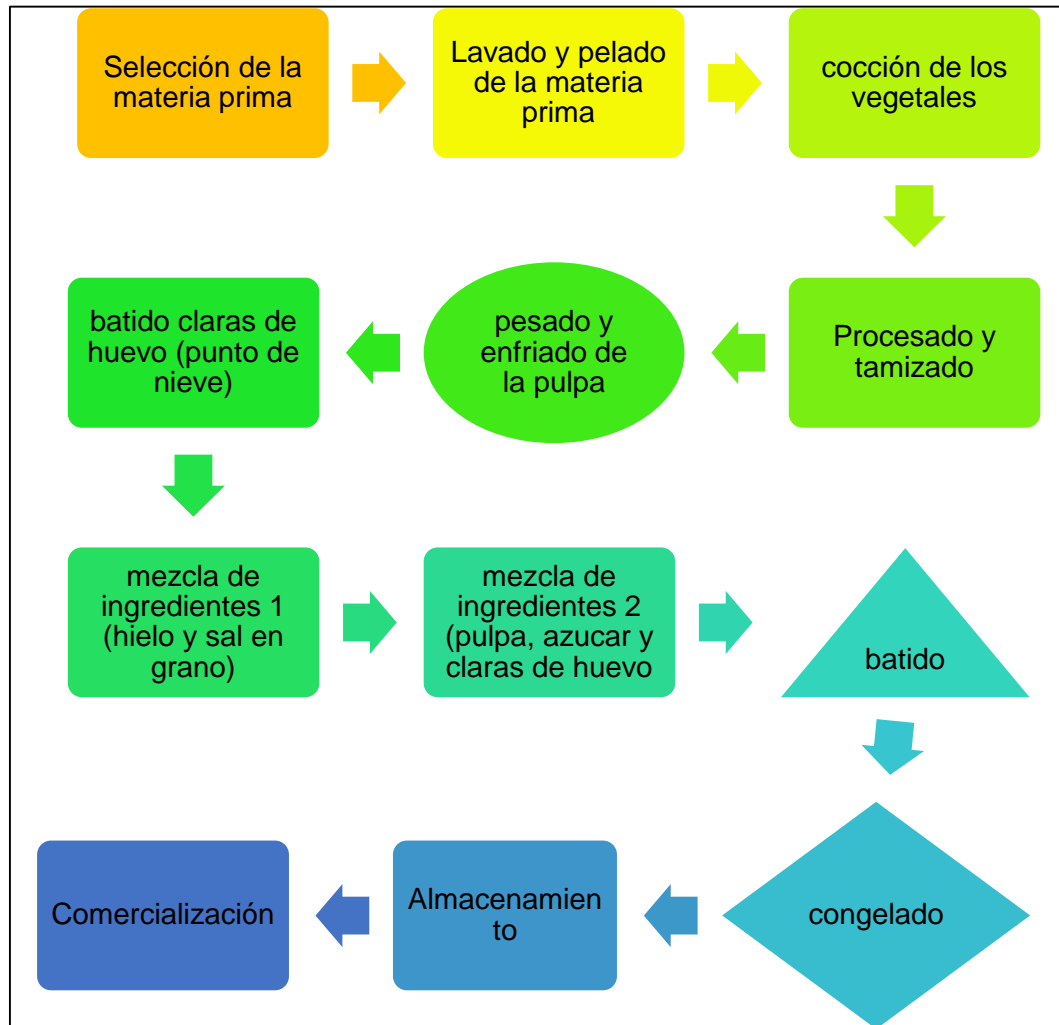 Selección de la
materia prima
Lavado y pelado
de la materia
prima
cocción de los
vegetales
Procesado y
tamizado
pesado y
enfriado de
la pulpa
batido claras de
huevo (punto de
nieve)
mezcla de
ingredientes 1
(hielo y sal en
grano)
mezcla de
ingredientes 2
(pulpa, azucar y
claras de huevo
batido
congelado
Almacenamien
to
Comercialización